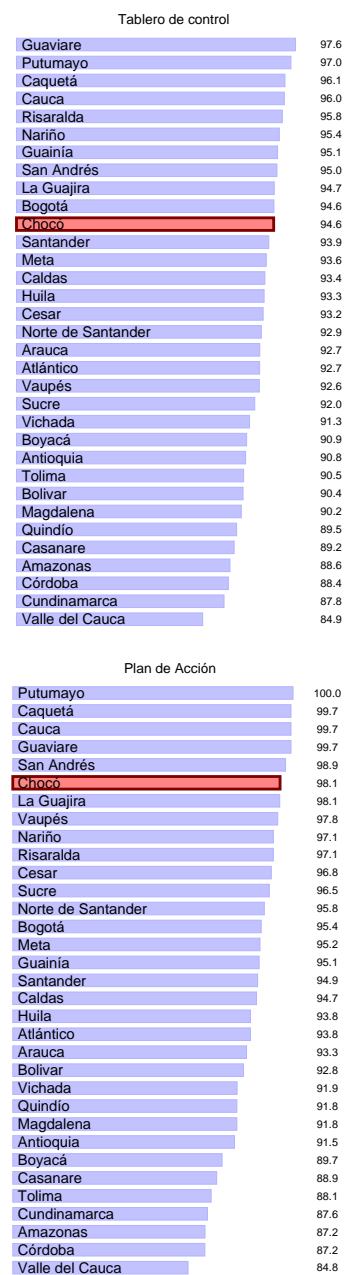 Tablero de control
Guaviare 97.6
Putumayo 97.0
Caquetá 96.1
Cauca 96.0
Risaralda 95.8
Nariño 95.4
Guainía 95.1
San Andrés 95.0
La Guajira 94.7
Bogotá 94.6
Chocó 94.6
Santander 93.9
Meta 93.6
Caldas 93.4
Huila 93.3
Cesar 93.2
Norte de Santander 92.9
Arauca 92.7
Atlántico 92.7
Vaupés 92.6
Sucre 92.0
Vichada 91.3
Boyacá 90.9
Antioquia 90.8
Tolima 90.5
Bolivar 90.4
Magdalena 90.2
Quindío 89.5
Casanare 89.2
Amazonas 88.6
Córdoba 88.4
Cundinamarca 87.8
Valle del Cauca 84.9
Plan de Acción
Putumayo 100.0
Caquetá 99.7
Cauca 99.7
Guaviare 99.7
San Andrés 98.9
Chocó 98.1
La Guajira 98.1
Vaupés 97.8
Nariño 97.1
Risaralda 97.1
Cesar 96.8
Sucre 96.5
Norte de Santander 95.8
Bogotá 95.4
Meta 95.2
Guainía 95.1
Santander 94.9
Caldas 94.7
Huila 93.8
Atlántico 93.8
Arauca 93.3
Bolivar 92.8
Vichada 91.9
Quindío 91.8
Magdalena 91.8
Antioquia 91.5
Boyacá 89.7
Casanare 88.9
Tolima 88.1
Cundinamarca 87.6
Amazonas 87.2
Córdoba 87.2
Valle del Cauca 84.8